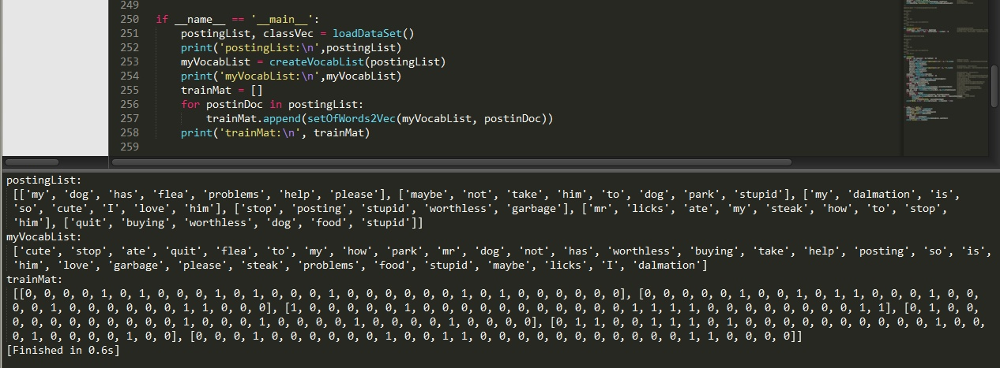 249
250 if __name__ == '__main__':
251 postingList, classVec = loadDataSet()
252 print('postingList:\n',postingList)
253 myVocabList = createVocabList(postingList)
254 print('myVocabList:\n',myVocabList)
255 trainMat = []
256 for postinDoc in postingList:
257 trainMat.append(setOfWords2Vec(myVocabList, postinDoc))
258 print('trainMat:\n', trainMat)
259
postingList:
[['my', 'dog', 'has', 'flea', 'problems', 'help', 'please'], ['maybe', 'not', 'take', 'him', 'to', 'dog', 'park', 'stupid'], ['my', 'dalmation', 'is',
'so', 'cute', 'I', 'love', 'him'], ['stop', 'posting', 'stupid', 'worthless', 'garbage'], ['mr', 'licks', 'ate', 'my', 'steak', 'how', 'to', 'stop',
'him'], ['quit', 'buying', 'worthless', 'dog', 'food', 'stupid']]
myVocabList:
['cute', 'stop', 'ate', 'quit', 'flea', 'to', 'my', 'how', 'park', 'mr', 'dog', 'not', 'has', 'worthless', 'buying', 'take', 'help', 'posting', 'so', 'is',
'him', 'love', 'garbage', 'please', 'steak', 'problems', 'food', 'stupid', 'maybe', 'licks', 'I', 'dalmation']
trainMat:
[[0, 0, 0, 0, 1, 0, 1, 0, 0, 0, 1, 0, 1, 0, 0, 0, 1, 0, 0, 0, 0, 0, 0, 1, 0, 1, 0, 0, 0, 0, 0, 0], [0, 0, 0, 0, 0, 1, 0, 0, 1, 0, 1, 1, 0, 0, 0, 1, 0, 0,
0, 0, 1, 0, 0, 0, 0, 0, 0, 1, 1, 0, 0, 0], [1, 0, 0, 0, 0, 0, 1, 0, 0, 0, 0, 0, 0, 0, 0, 0, 0, 0, 1, 1, 1, 1, 0, 0, 0, 0, 0, 0, 0, 0, 1, 1], [0, 1, 0, 0,
0, 0, 0, 0, 0, 0, 0, 0, 0, 1, 0, 0, 0, 1, 0, 0, 0, 0, 1, 0, 0, 0, 0, 1, 0, 0, 0, 0], [0, 1, 1, 0, 0, 1, 1, 1, 0, 1, 0, 0, 0, 0, 0, 0, 0, 0, 0, 0, 1, 0, 0,
0, 1, 0, 0, 0, 0, 1, 0, 0], [0, 0, 0, 1, 0, 0, 0, 0, 0, 0, 1, 0, 0, 1, 1, 0, 0, 0, 0, 0, 0, 0, 0, 0, 0, 0, 1, 1, 0, 0, 0, 0]]
[Finished in 0.6s]